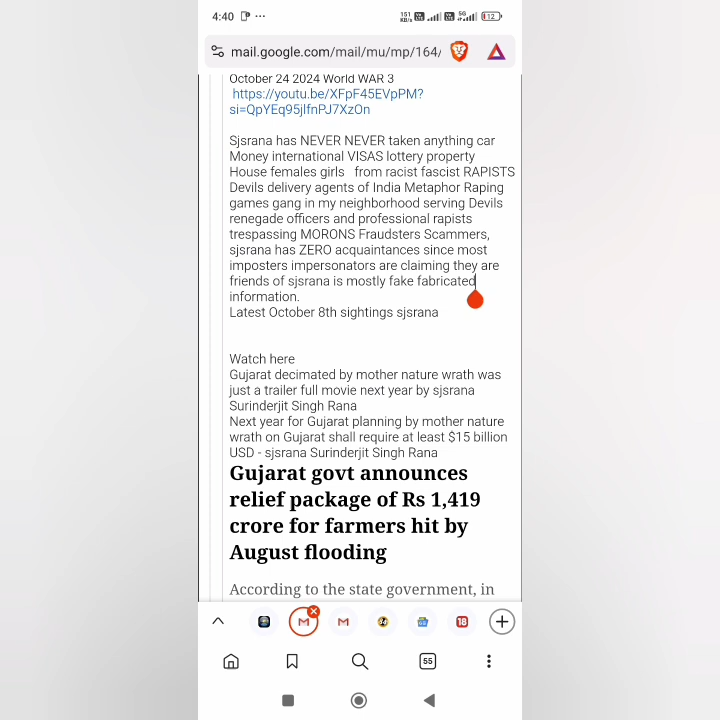 4:40
151 KB/s 5G 12
mail.google.com/mail/mu/mp/164/
October 24 2024 World WAR 3
https://youtu.be/XFpF45EVpPM?
si=QpYEq95jlfnPJ7XzOn
Sjsrana has NEVER NEVER taken anything car
Money international VISAS lottery property
House females girls from racist fascist RAPISTS
Devils delivery agents of India Metaphor Raping
games gang in my neighborhood serving Devils
renegade officers and professional rapists
trespassing MORONS Fraudsters Scammers,
sjsrana has ZERO acquaintances since most
imposters impersonators are claiming they are
friends of sjsrana is mostly fake fabricated
information.
Latest October 8th sightings sjsrana
Watch here
Gujarat decimated by mother nature wrath was
just a trailer full movie next year by sjsrana
Surinderjit Singh Rana
Next year for Gujarat planning by mother nature
wrath on Gujarat shall require at least $15 billion
USD - sjsrana Surinderjit Singh Rana
Gujarat govt announces
relief package of Rs 1,419
crore for farmers hit by
August flooding
According to the state government, in
18
55